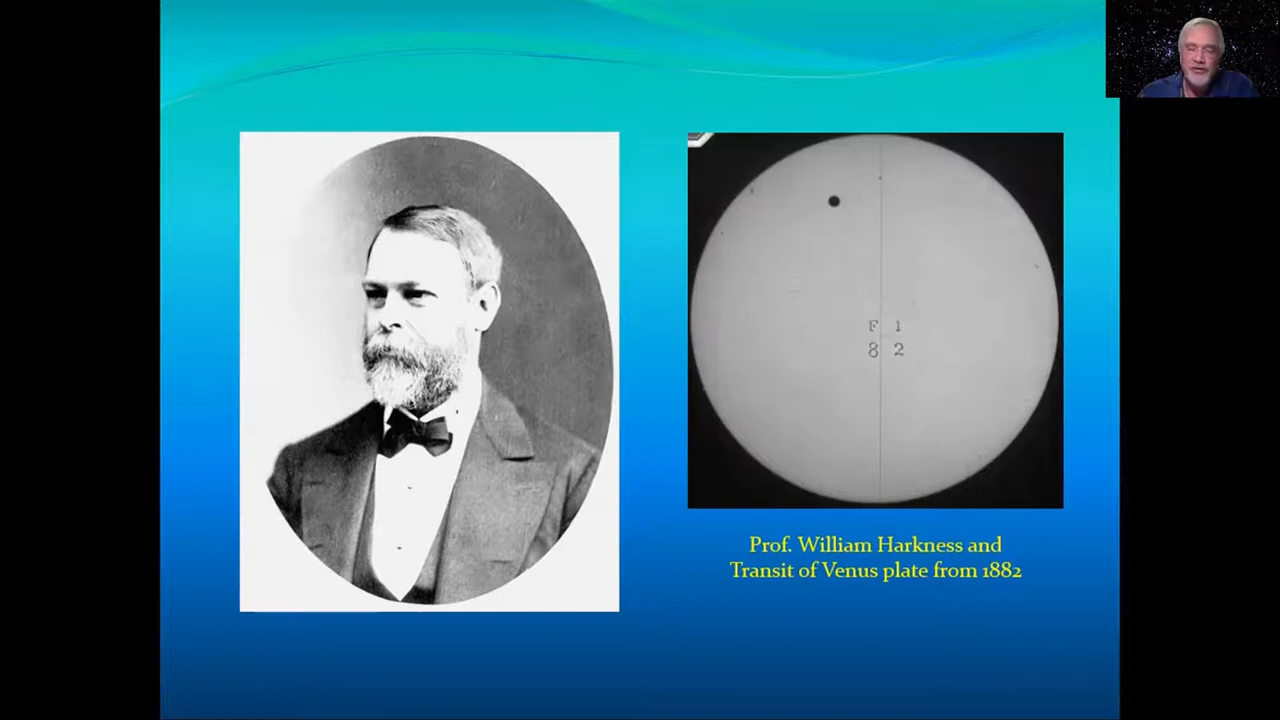 F 1
8 2
Prof. William Harkness and
Transit of Venus plate from 1882